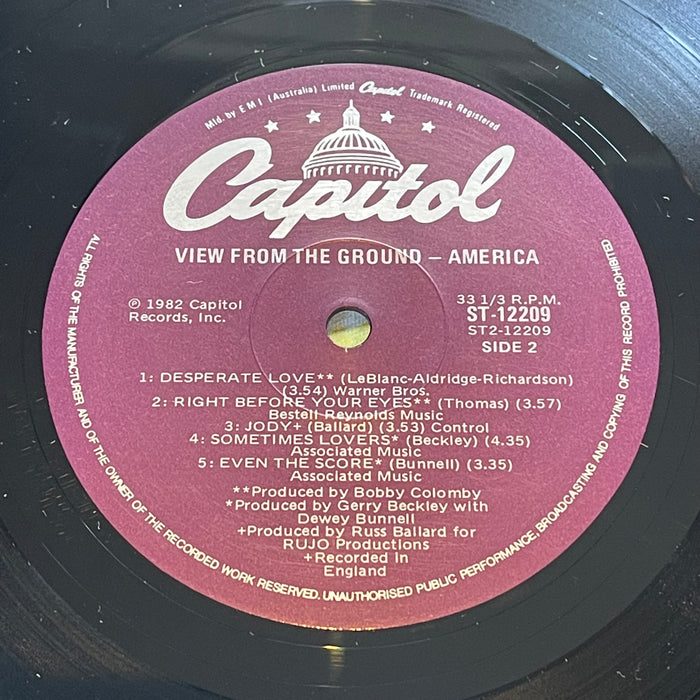 Mfd. by E M I (Australia) Limited Capitol Trademark Registered
Capitol
VIEW FROM THE GROUND – AMERICA
℗ 1982 Capitol
Records, Inc.
33 1/3 R.P.M.
ST-12209
ST2-12209
SIDE 2
1: DESPERATE LOVE** (LeBlanc-Aldridge-Richardson)
(3.54) Warner Bros.
2: RIGHT BEFORE YOUR EYES** (Thomas) (3.57)
Bestell Reynolds Music
3: JODY+ (Ballard) (3.53) Control
4: SOMETIMES LOVERS* (Beckley) (4.35)
Associated Music
5: EVEN THE SCORE* (Bunnell) (3.35)
Associated Music
**Produced by Bobby Colomby
*Produced by Gerry Beckley with
Dewey Bunnell
+Produced by Russ Ballard for
RUJO Productions
+Recorded In
England
ALL RIGHTS OF THE MANUFACTURER AND OF THE OWNER OF THE RECORDED WORK RESERVED. UNAUTHORISED PUBLIC PERFORMANCE, BROADCASTING AND COPYING OF THIS RECORD PROHIBITED